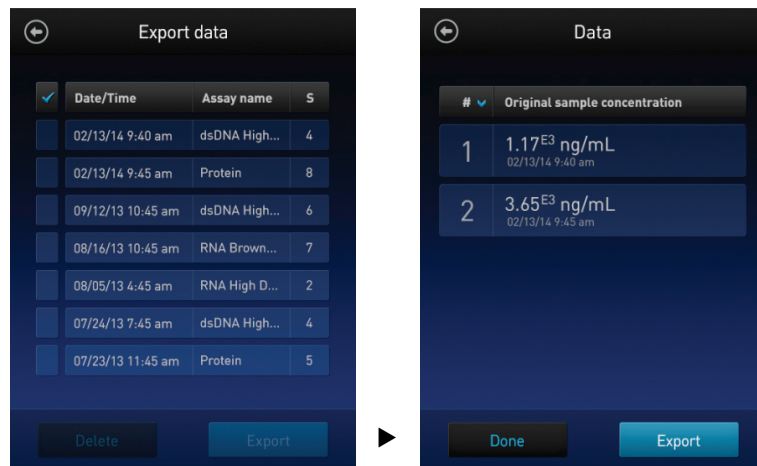 Export data
Date/Time Assay name S
02/13/14 9:40 am dsDNA High... 4
02/13/14 9:45 am Protein 8
09/12/13 10:45 am dsDNA High... 6
08/16/13 10:45 am RNA Brown... 7
08/05/13 4:45 am RNA High D... 2
07/24/13 7:45 am dsDNA High... 4
07/23/13 11:45 am Protein 5
Delete Export
Data
# Original sample concentration
1 1.17E3 ng/mL
02/13/14 9:40 am
2 3.65E3 ng/mL
02/13/14 9:45 am
Done Export